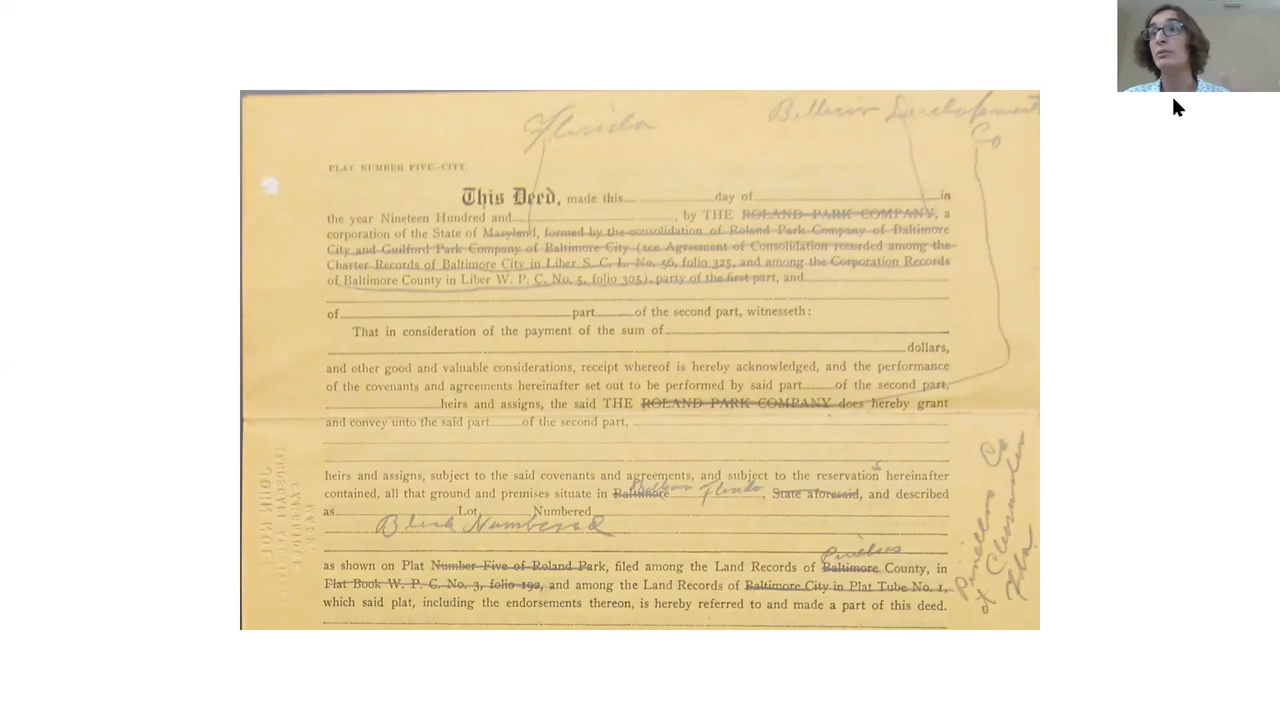 Florida
Belleair Development
Co
PLAT NUMBER FIVE—CITY.
This Deed, made this day of in
the year Nineteen Hundred and , by THE ROLAND PARK COMPANY, a
corporation of the State of Maryland, formed by the consolidation of Roland Park Company of Baltimore
City and Guilford Park Company of Baltimore City (see Agreement of Consolidation recorded among the
Charter Records of Baltimore City in Liber S. C. L. No. 56, folio 325, and among the Corporation Records
of Baltimore County in Liber W. P. C. No. 5, folio 305), party of the first part, and
of part of the second part, witnesseth:
That in consideration of the payment of the sum of
dollars,
and other good and valuable considerations, receipt whereof is hereby acknowledged, and the performance
of the covenants and agreements hereinafter set out to be performed by said part of the second part,
heirs and assigns, the said THE ROLAND PARK COMPANY does hereby grant
and convey unto the said part of the second part,
heirs and assigns, subject to the said covenants and agreements, and subject to the reservations hereinafter
Belleair Florida
contained, all that ground and premises situate in Baltimore , State aforesaid, and described
as Lot Numbered
Block Numbered
Pinellas
as shown on Plat Number Five of Roland Park, filed among the Land Records of Baltimore County, in
Flat Book W. P. C. No. 3, folio 192, and among the Land Records of Baltimore City in Plat Tube No. 1,
which said plat, including the endorsements thereon, is hereby referred to and made a part of this deed.
Pinellas Co
at Clearwater
Fla